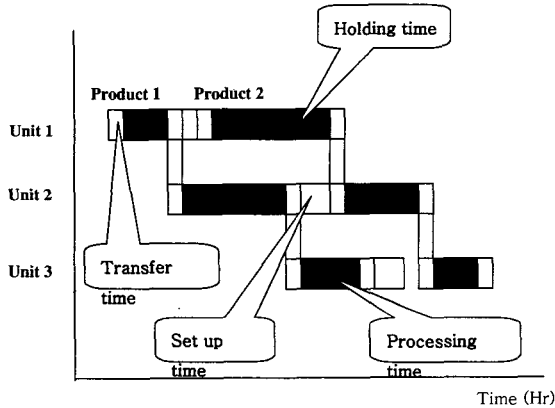 Holding time
Product 1 Product 2
Unit 1
Unit 2
Transfer
time
Unit 3
Set up
time
Processing
time
Time (Hr)